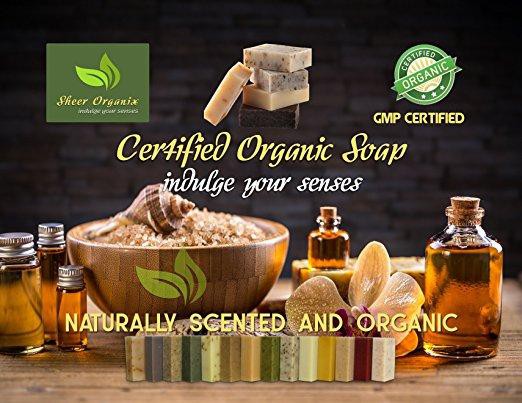 Sheer Organix
indulge your senses
CERTIFIED
ORGANIC
GMP CERTIFIED
Certified Organic Soap
indulge your senses
NATURALLY SCENTED AND ORGANIC